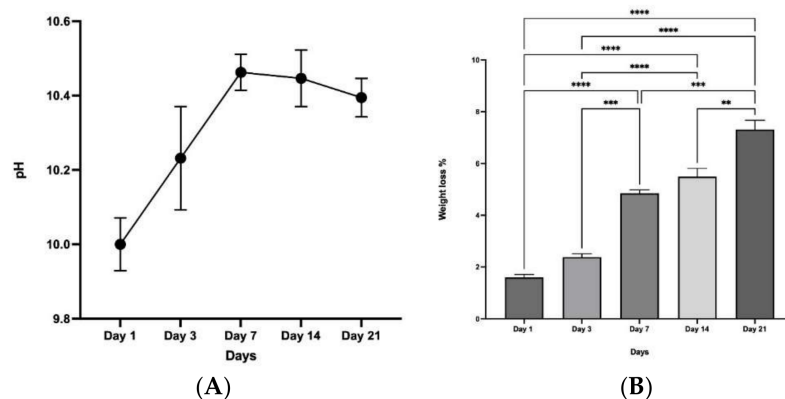 10.6
10.4
10.2
10.0
9.8
pH
Day 1 Day 3 Day 7 Day 14 Day 21
Days
(A)
****
****
****
****
**** ***
*** **
10
8
6
4
2
0
Weight loss %
Day 1 Day 3 Day 7 Day 14 Day 21
Days
(B)